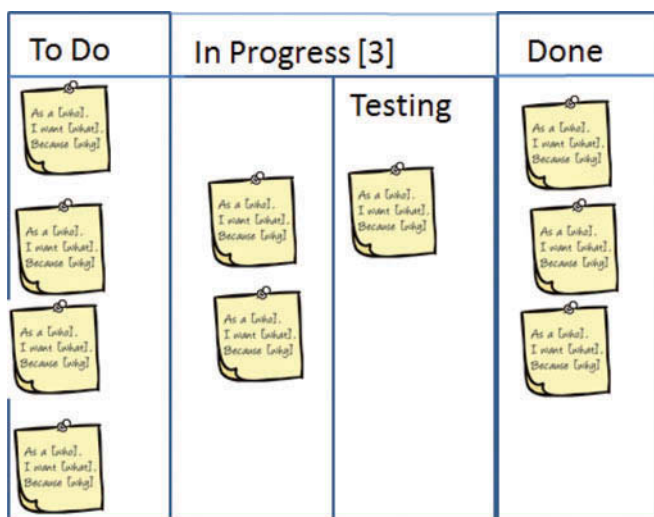 To Do
In Progress [3]
Done
Testing
As a [who],
I want [what],
Because [why]
As a [who],
I want [what],
Because [why]
As a [who],
I want [what],
Because [why]
As a [who],
I want [what],
Because [why]
As a [who],
I want [what],
Because [why]
As a [who],
I want [what],
Because [why]
As a [who],
I want [what],
Because [why]
As a [who],
I want [what],
Because [why]
As a [who],
I want [what],
Because [why]
As a [who],
I want [what],
Because [why]